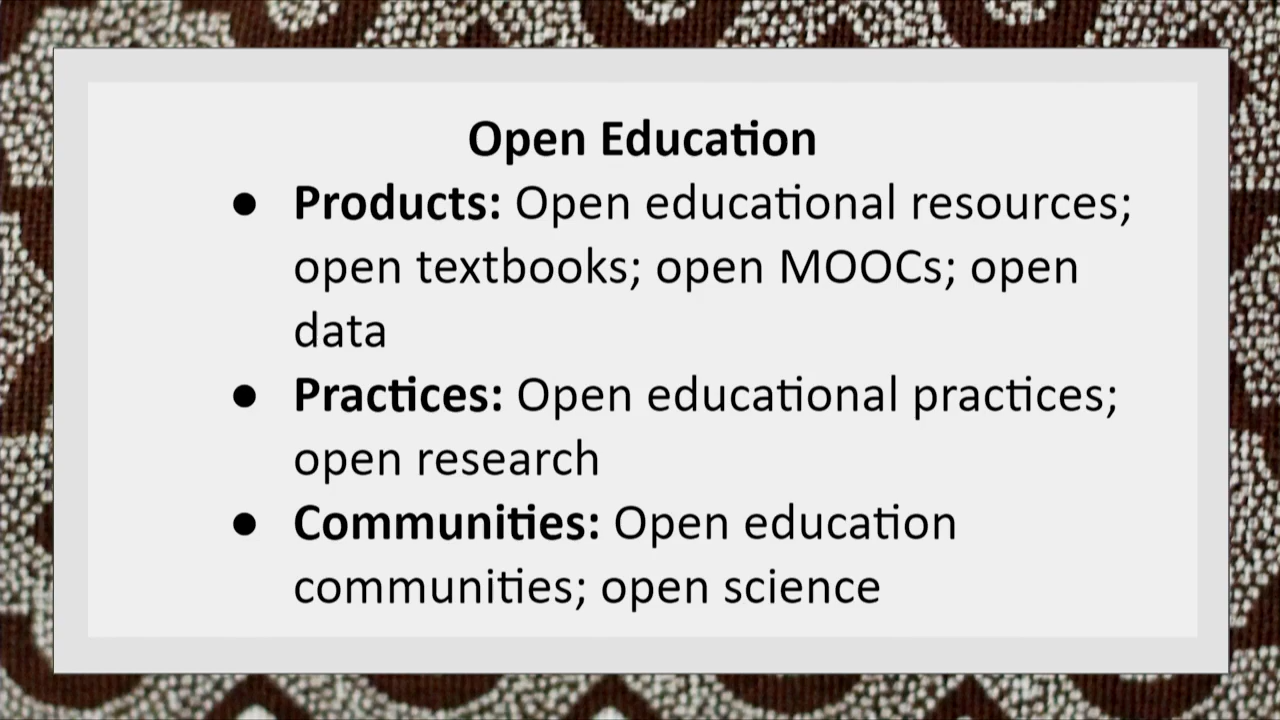 Open Education
● Products: Open educational resources;
open textbooks; open MOOCs; open
data
● Practices: Open educational practices;
open research
● Communities: Open education
communities; open science